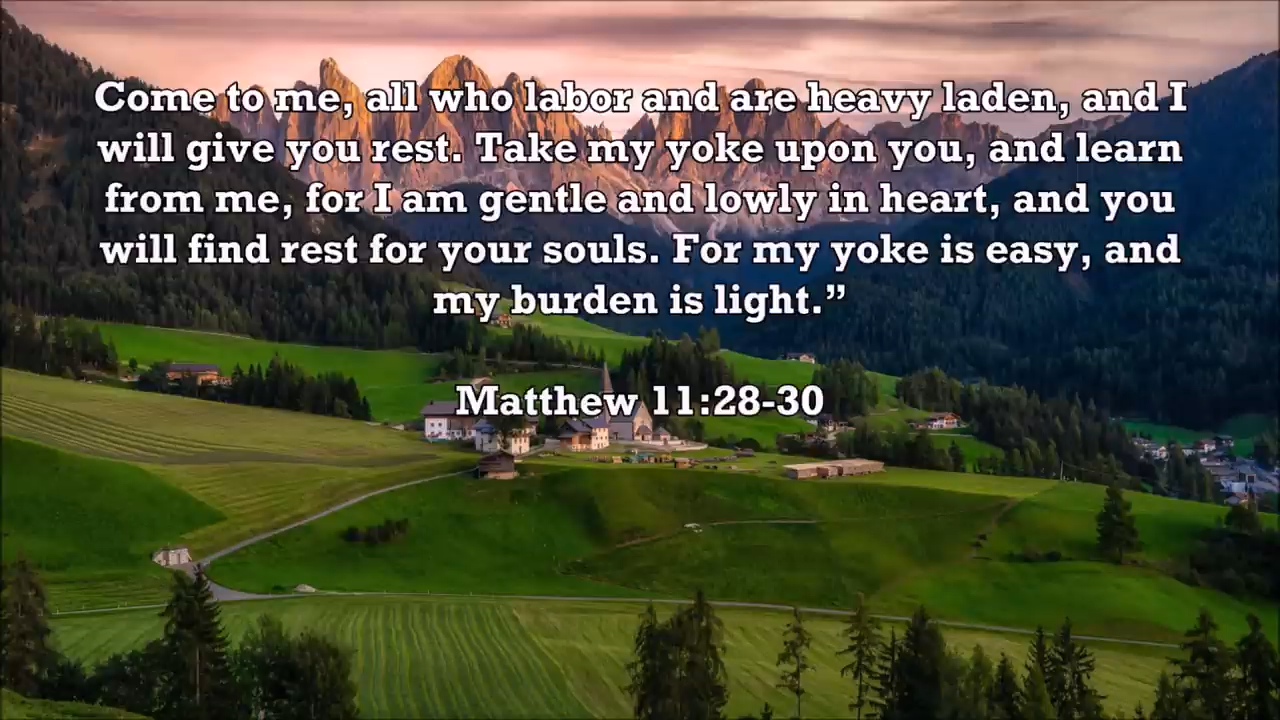 Come to me, all who labor and are heavy laden, and I
will give you rest. Take my yoke upon you, and learn
from me, for I am gentle and lowly in heart, and you
will find rest for your souls. For my yoke is easy, and
my burden is light.”
Matthew 11:28-30